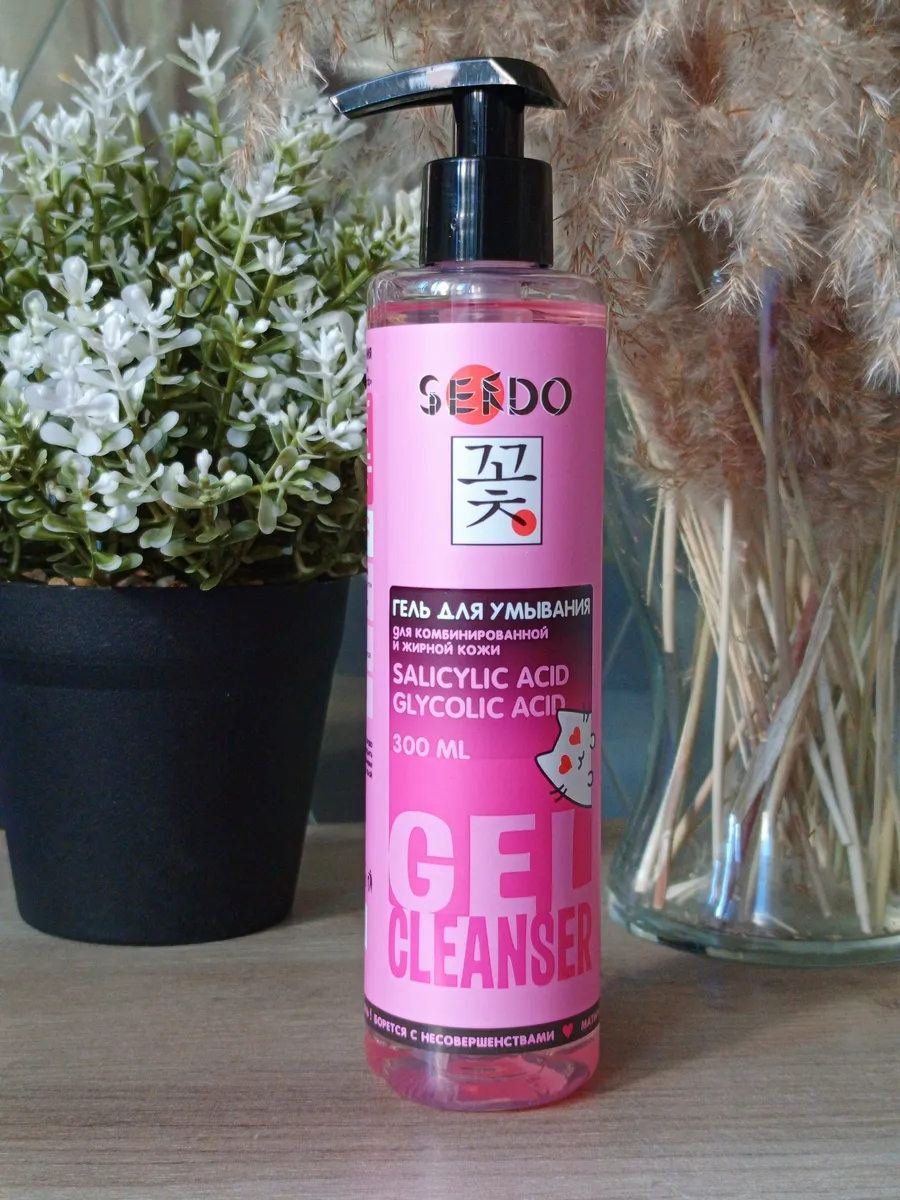 SENDO
꽃
ГЕЛЬ ДЛЯ УМЫВАНИЯ
для комбинированной
и жирной кожи
SALICYLIC ACID
GLYCOLIC ACID
300 ML
GEL
CLEANSER
БОРЕТСЯ С НЕСОВЕРШЕНСТВАМИ